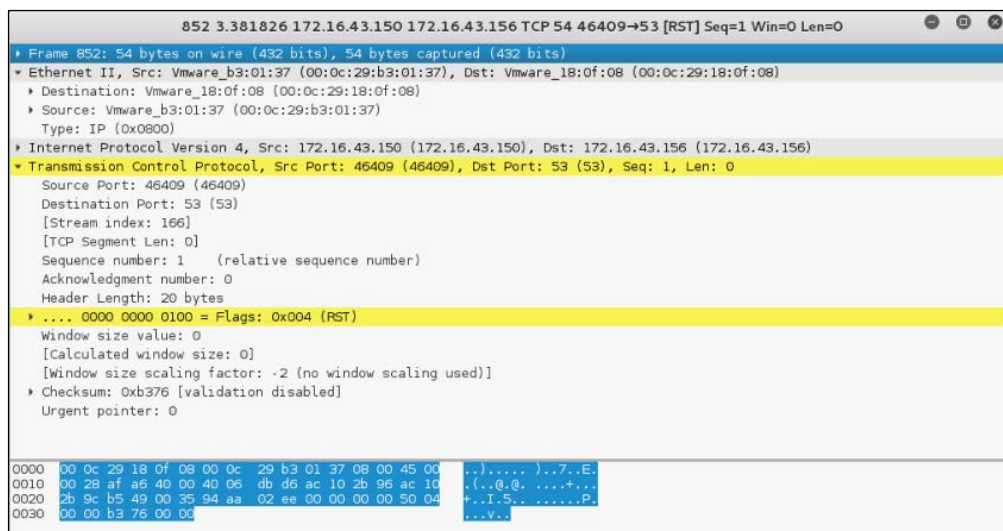 852 3.381826 172.16.43.150 172.16.43.156 TCP 54 46409→53 [RST] Seq=1 Win=0 Len=0
Frame 852: 54 bytes on wire (432 bits), 54 bytes captured (432 bits)
Ethernet II, Src: Vmware_b3:01:37 (00:0c:29:b3:01:37), Dst: Vmware_18:0f:08 (00:0c:29:18:0f:08)
Destination: Vmware_18:0f:08 (00:0c:29:18:0f:08)
Source: Vmware_b3:01:37 (00:0c:29:b3:01:37)
Type: IP (0x0800)
Internet Protocol Version 4, Src: 172.16.43.150 (172.16.43.150), Dst: 172.16.43.156 (172.16.43.156)
Transmission Control Protocol, Src Port: 46409 (46409), Dst Port: 53 (53), Seq: 1, Len: 0
Source Port: 46409 (46409)
Destination Port: 53 (53)
[Stream index: 166]
[TCP Segment Len: 0]
Sequence number: 1 (relative sequence number)
Acknowledgment number: 0
Header Length: 20 bytes
.... 0000 0000 0100 = Flags: 0x004 (RST)
Window size value: 0
[Calculated window size: 0]
[Window size scaling factor: -2 (no window scaling used)]
Checksum: 0xb376 [validation disabled]
Urgent pointer: 0
0000 00 0c 29 18 0f 08 00 0c 29 b3 01 37 08 00 45 00 ..)..... )..7..E.
0010 00 28 af a6 40 00 40 06 db d6 ac 10 2b 96 ac 10 .(..@.@. ....+...
0020 2b 9c b5 49 00 35 94 aa 02 ee 00 00 00 00 50 04 +..I.5.. ......P.
0030 00 00 b3 76 00 00 ...v..